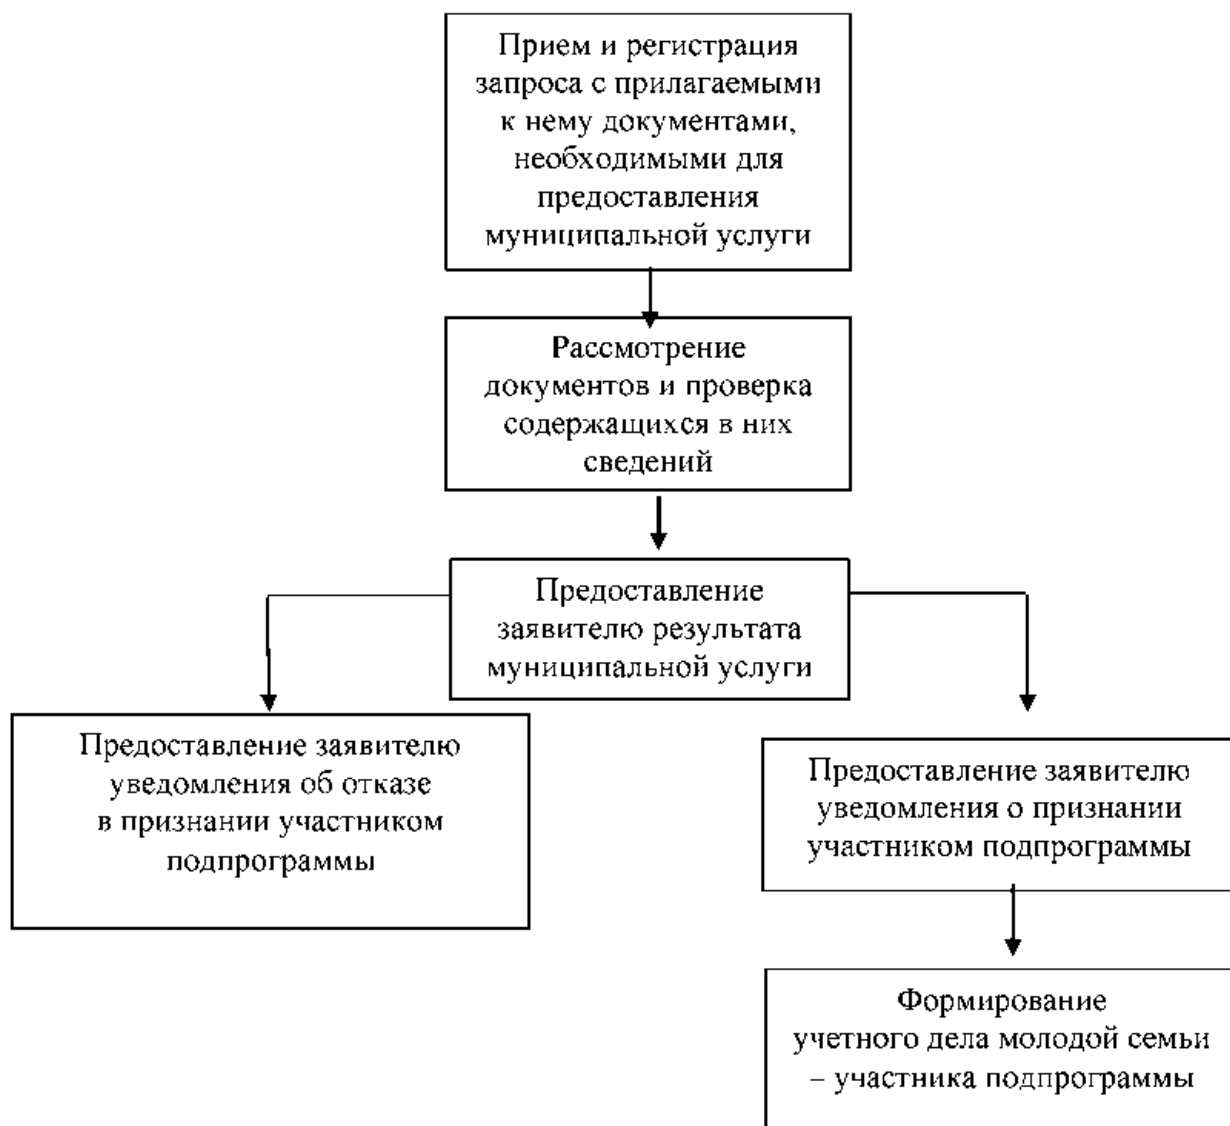 Прием и регистрация
запроса с прилагаемыми
к нему документами,
необходимыми для
предоставления
муниципальной услуги
Рассмотрение
документов и проверка
содержащихся в них
сведений
Предоставление
заявителю результата
муниципальной услуги
Предоставление заявителю
уведомления об отказе
в признании участником
подпрограммы
Предоставление заявителю
уведомления о признании
участником подпрограммы
Формирование
учетного дела молодой семьи
– участника подпрограммы